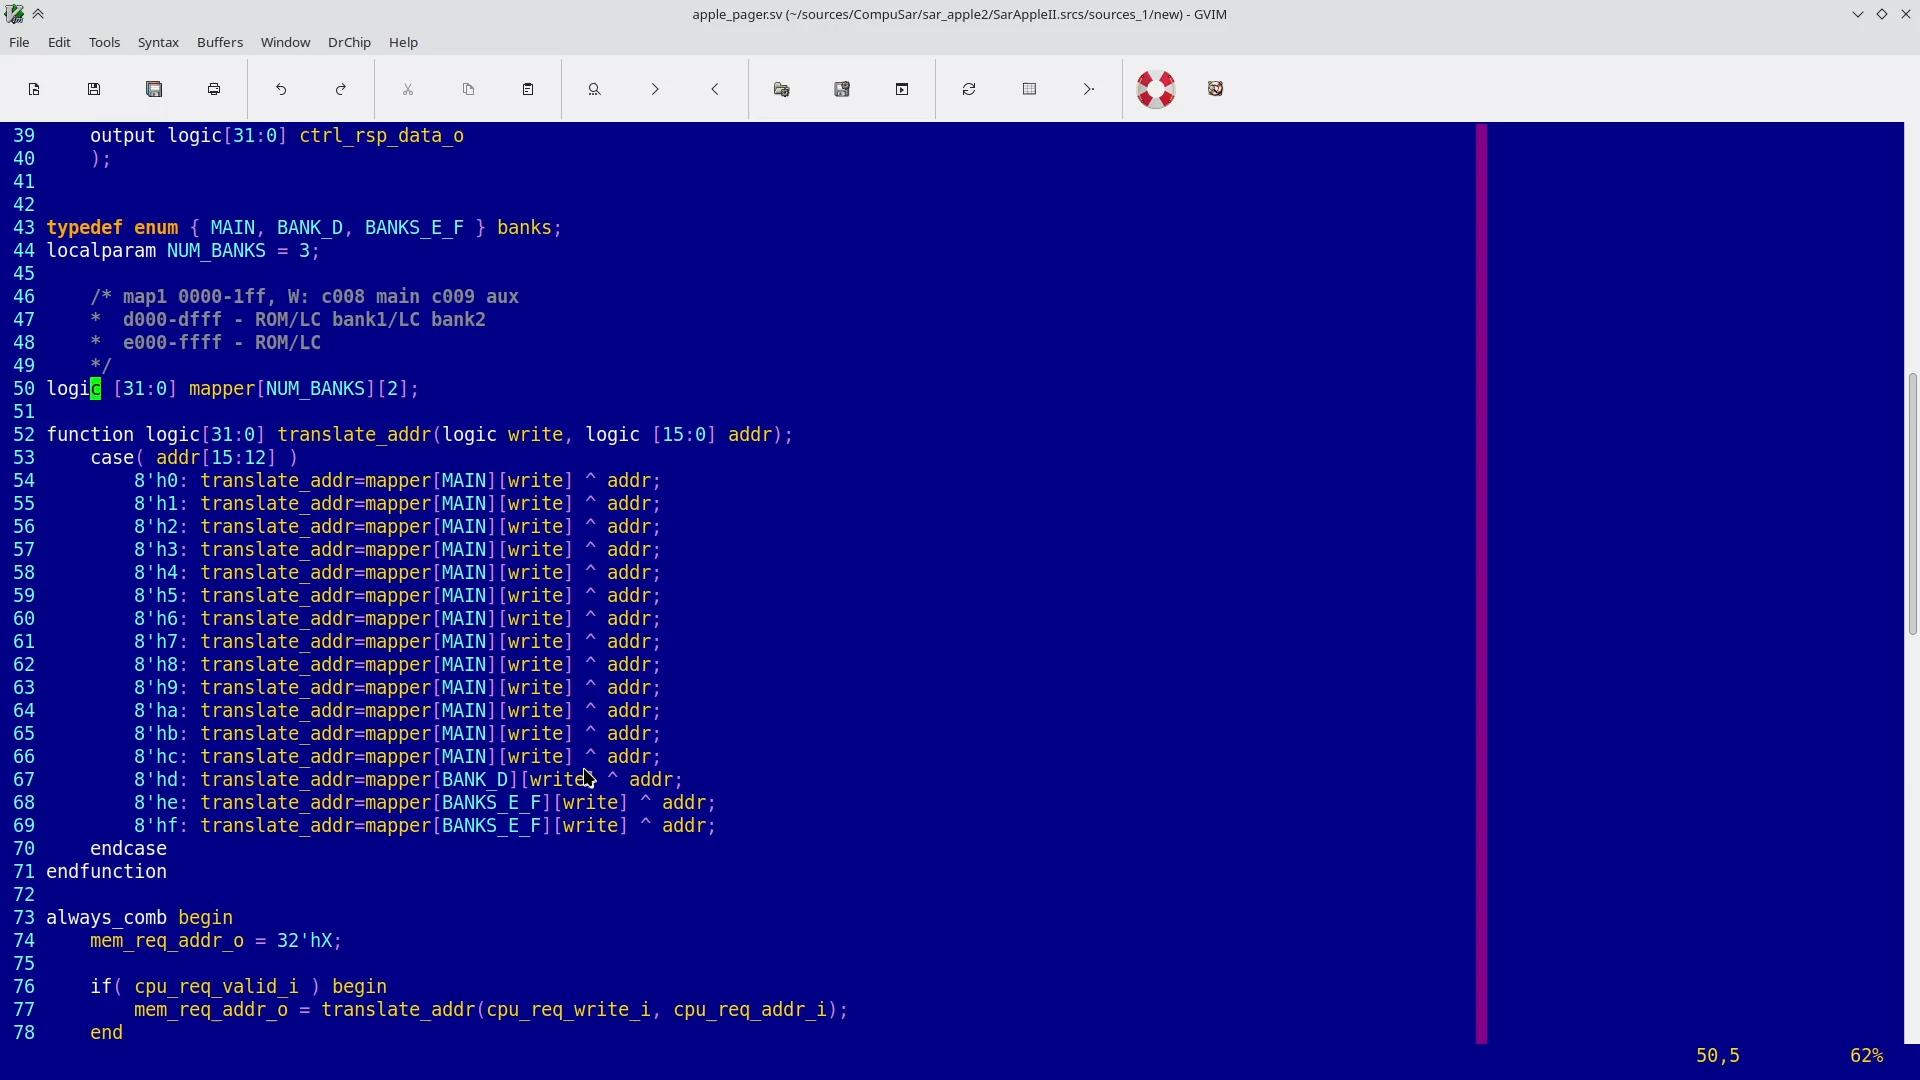 apple_pager.sv (~/sources/CompuSar/sar_apple2/SarAppleII.srcs/sources_1/new) - GVIM
File Edit Tools Syntax Buffers Window DrChip Help
39     output logic[31:0] ctrl_rsp_data_o
40     );
41
42
43 typedef enum { MAIN, BANK_D, BANKS_E_F } banks;
44 localparam NUM_BANKS = 3;
45
46     /* map1 0000-1ff, W: c008 main c009 aux
47     *  d000-dfff - ROM/LC bank1/LC bank2
48     *  e000-ffff - ROM/LC
49     */
50 logic [31:0] mapper[NUM_BANKS][2];
51
52 function logic[31:0] translate_addr(logic write, logic [15:0] addr);
53     case( addr[15:12] )
54         8'h0: translate_addr=mapper[MAIN][write] ^ addr;
55         8'h1: translate_addr=mapper[MAIN][write] ^ addr;
56         8'h2: translate_addr=mapper[MAIN][write] ^ addr;
57         8'h3: translate_addr=mapper[MAIN][write] ^ addr;
58         8'h4: translate_addr=mapper[MAIN][write] ^ addr;
59         8'h5: translate_addr=mapper[MAIN][write] ^ addr;
60         8'h6: translate_addr=mapper[MAIN][write] ^ addr;
61         8'h7: translate_addr=mapper[MAIN][write] ^ addr;
62         8'h8: translate_addr=mapper[MAIN][write] ^ addr;
63         8'h9: translate_addr=mapper[MAIN][write] ^ addr;
64         8'ha: translate_addr=mapper[MAIN][write] ^ addr;
65         8'hb: translate_addr=mapper[MAIN][write] ^ addr;
66         8'hc: translate_addr=mapper[MAIN][write] ^ addr;
67         8'hd: translate_addr=mapper[BANK_D][write] ^ addr;
68         8'he: translate_addr=mapper[BANKS_E_F][write] ^ addr;
69         8'hf: translate_addr=mapper[BANKS_E_F][write] ^ addr;
70     endcase
71 endfunction
72
73 always_comb begin
74     mem_req_addr_o = 32'hX;
75
76     if( cpu_req_valid_i ) begin
77         mem_req_addr_o = translate_addr(cpu_req_write_i, cpu_req_addr_i);
78     end
50,5 62%